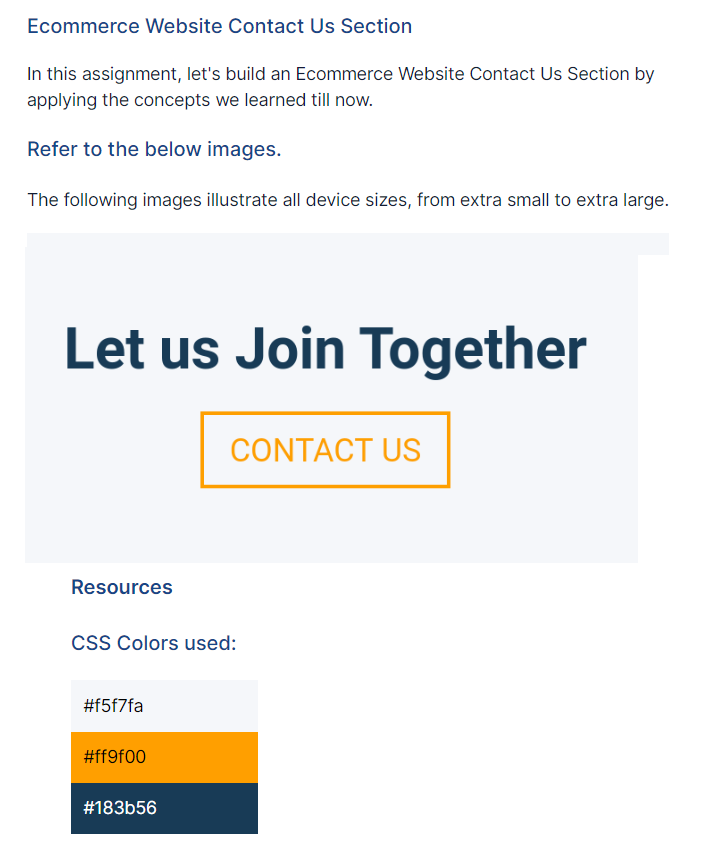 Ecommerce Website Contact Us Section
In this assignment, let's build an Ecommerce Website Contact Us Section by
applying the concepts we learned till now.
Refer to the below images.
The following images illustrate all device sizes, from extra small to extra large.
Let us Join Together
CONTACT US
Resources
CSS Colors used:
#f5f7fa
#ff9f00
#183b56